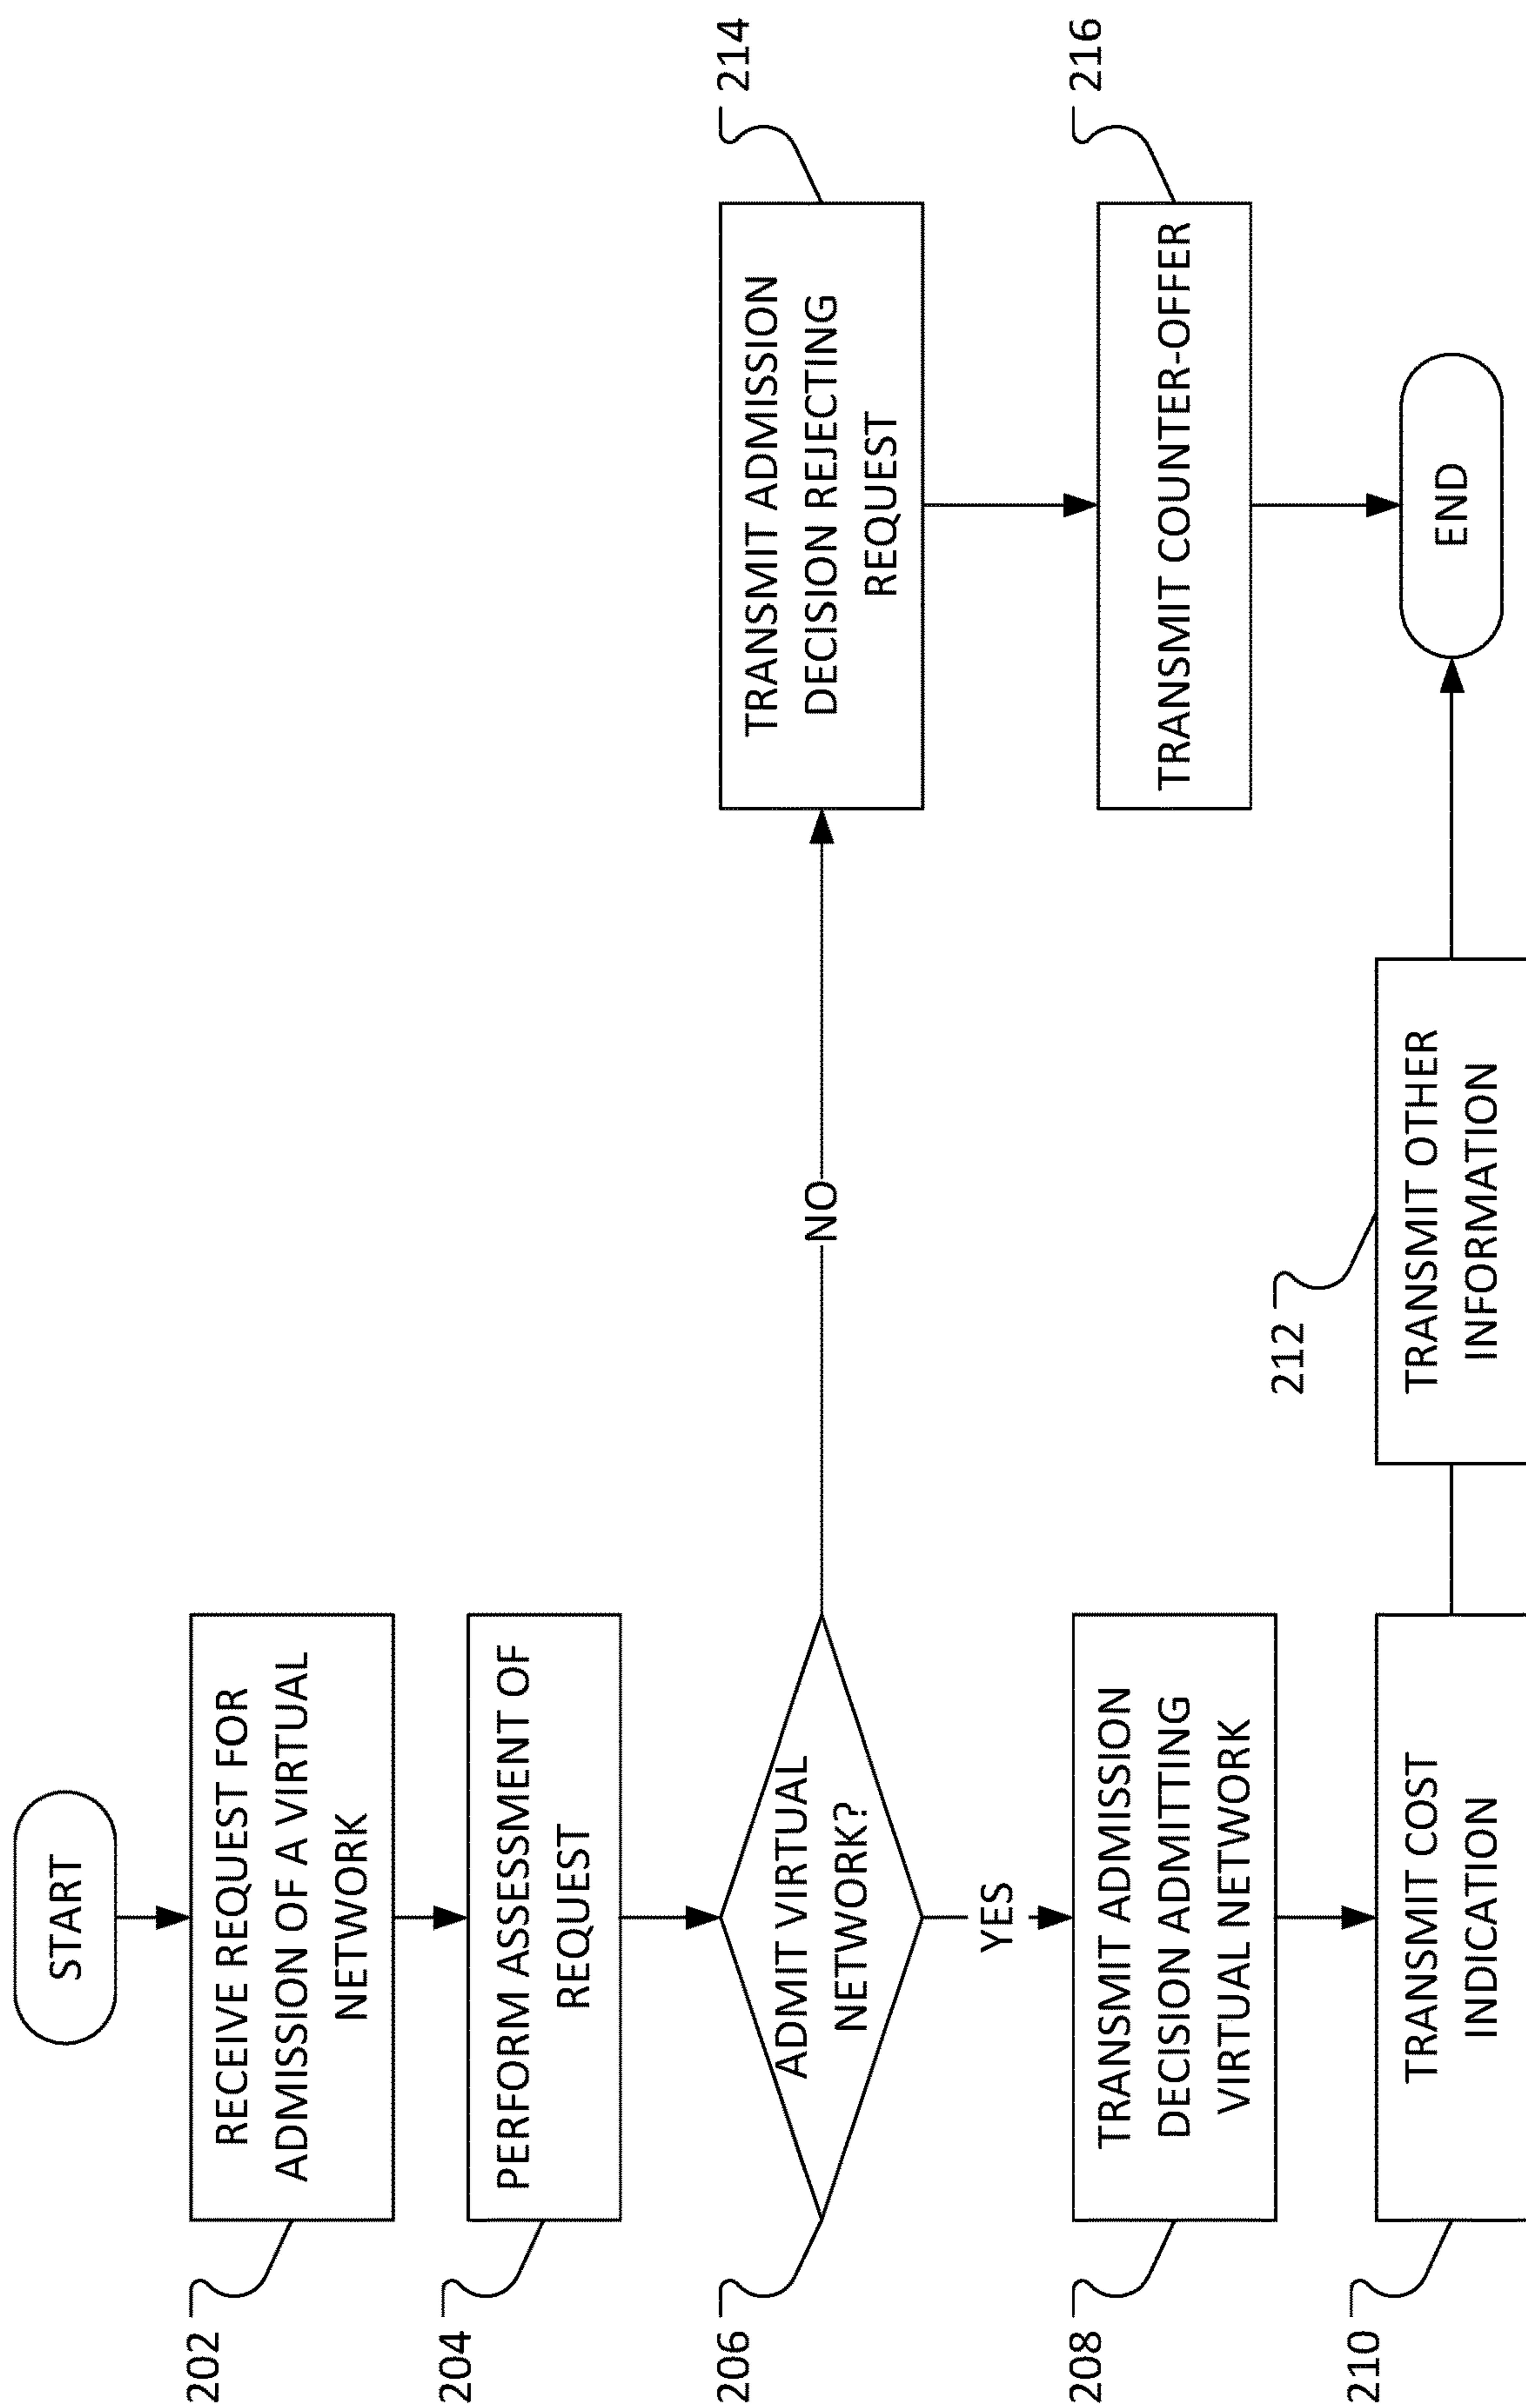 START
202
RECEIVE REQUEST FOR
ADMISSION OF A VIRTUAL
NETWORK
204
PERFORM ASSESSMENT OF
REQUEST
206
ADMIT VIRTUAL
NETWORK?
NO
214
TRANSMIT ADMISSION
DECISION REJECTING
REQUEST
YES
208
TRANSMIT ADMISSION
DECISION ADMITTING
VIRTUAL NETWORK
216
TRANSMIT COUNTER-OFFER
210
TRANSMIT COST
INDICATION
212
TRANSMIT OTHER
INFORMATION
END